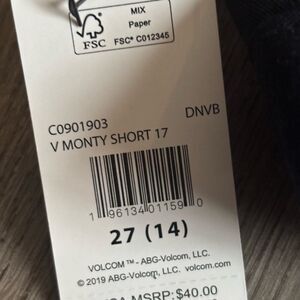 MIX
Paper
FSC
FSC® C012345
C0901903 DNVB
V MONTY SHORT 17
1 96134 01159 0
27 (14)
VOLCOM™ - ABG-Volcom, LLC.
© 2019 ABG-Volcom, LLC. volcom.com
MSRP: $40.00